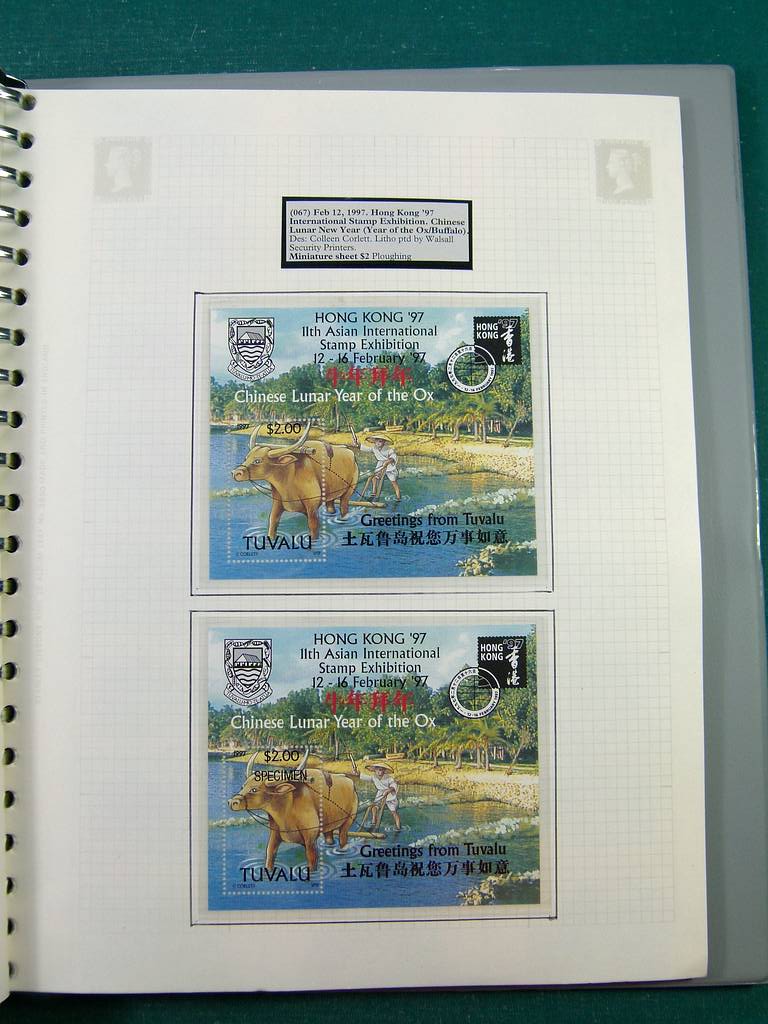 (067) Feb 12, 1997. Hong Kong '97
International Stamp Exhibition. Chinese
Lunar New Year (Year of the Ox/Buffalo).
Des: Colleen Corlett. Litho ptd by Walsall
Security Printers.
Miniature sheet $2 Ploughing
HONG KONG '97
11th Asian International
Stamp Exhibition
12 - 16 February '97
牛年拜年
Chinese Lunar Year of the Ox
HONG KONG '97
香港
1997
$2.00
Greetings from Tuvalu
TUVALU
土瓦鲁岛祝您万事如意
C CORLETT
HONG KONG '97
11th Asian International
Stamp Exhibition
12 - 16 February '97
牛年拜年
Chinese Lunar Year of the Ox
HONG KONG '97
香港
1997
$2.00
SPECIMEN
Greetings from Tuvalu
TUVALU
土瓦鲁岛祝您万事如意
C CORLETT